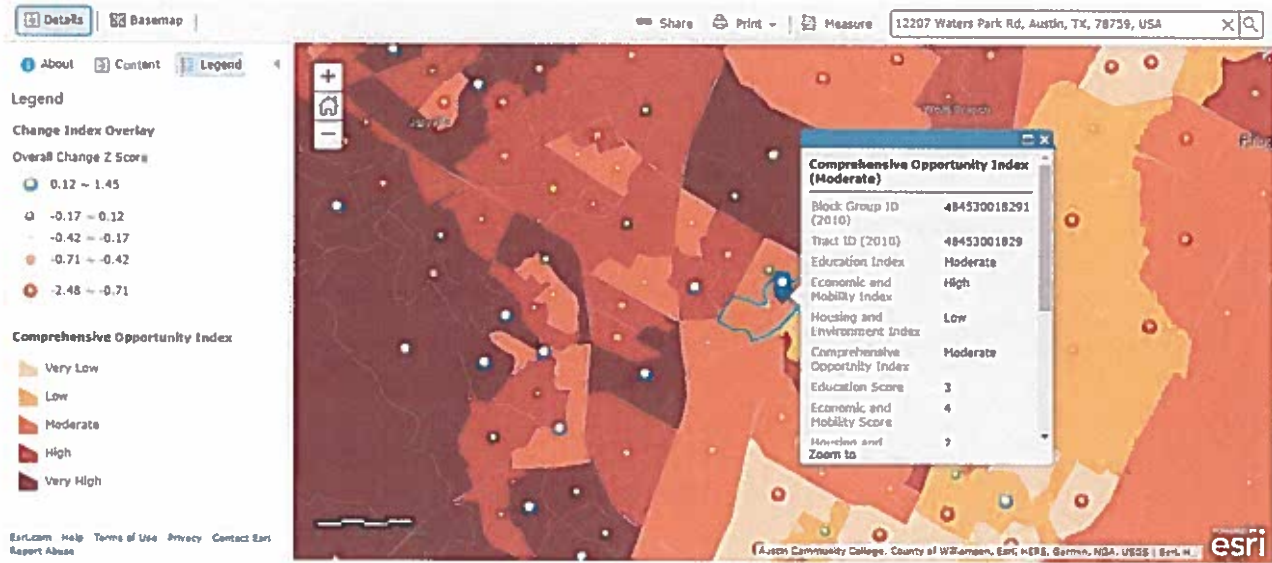 Details
Basemap
Share
Print
Measure
12207 Waters Park Rd, Austin, TX, 78759, USA
About
Content
Legend
Legend
Change Index Overlay
Overall Change Z Score
0.12 ~ 1.45
-0.17 ~ 0.12
-0.42 ~ -0.17
-0.71 ~ -0.42
-2.48 ~ -0.71
Comprehensive Opportunity Index
Very Low
Low
Moderate
High
Very High
Esri.com Help Terms of Use Privacy Contact Esri
Report Abuse
+
−
Comprehensive Opportunity Index
(Moderate)
Block Group ID 484530018291
(2010)
Tract ID (2010) 48453001829
Education Index Moderate
Economic and High
Mobility Index
Housing and Low
Environment Index
Comprehensive Moderate
Opportnity Index
Education Score 3
Economic and 4
Mobility Score
Housing and
Zoom to
Austin Community College, County of Williamson, Esri, HERE, Garmin, NGA, USGS | Esri, H...
POWERED BY
esri